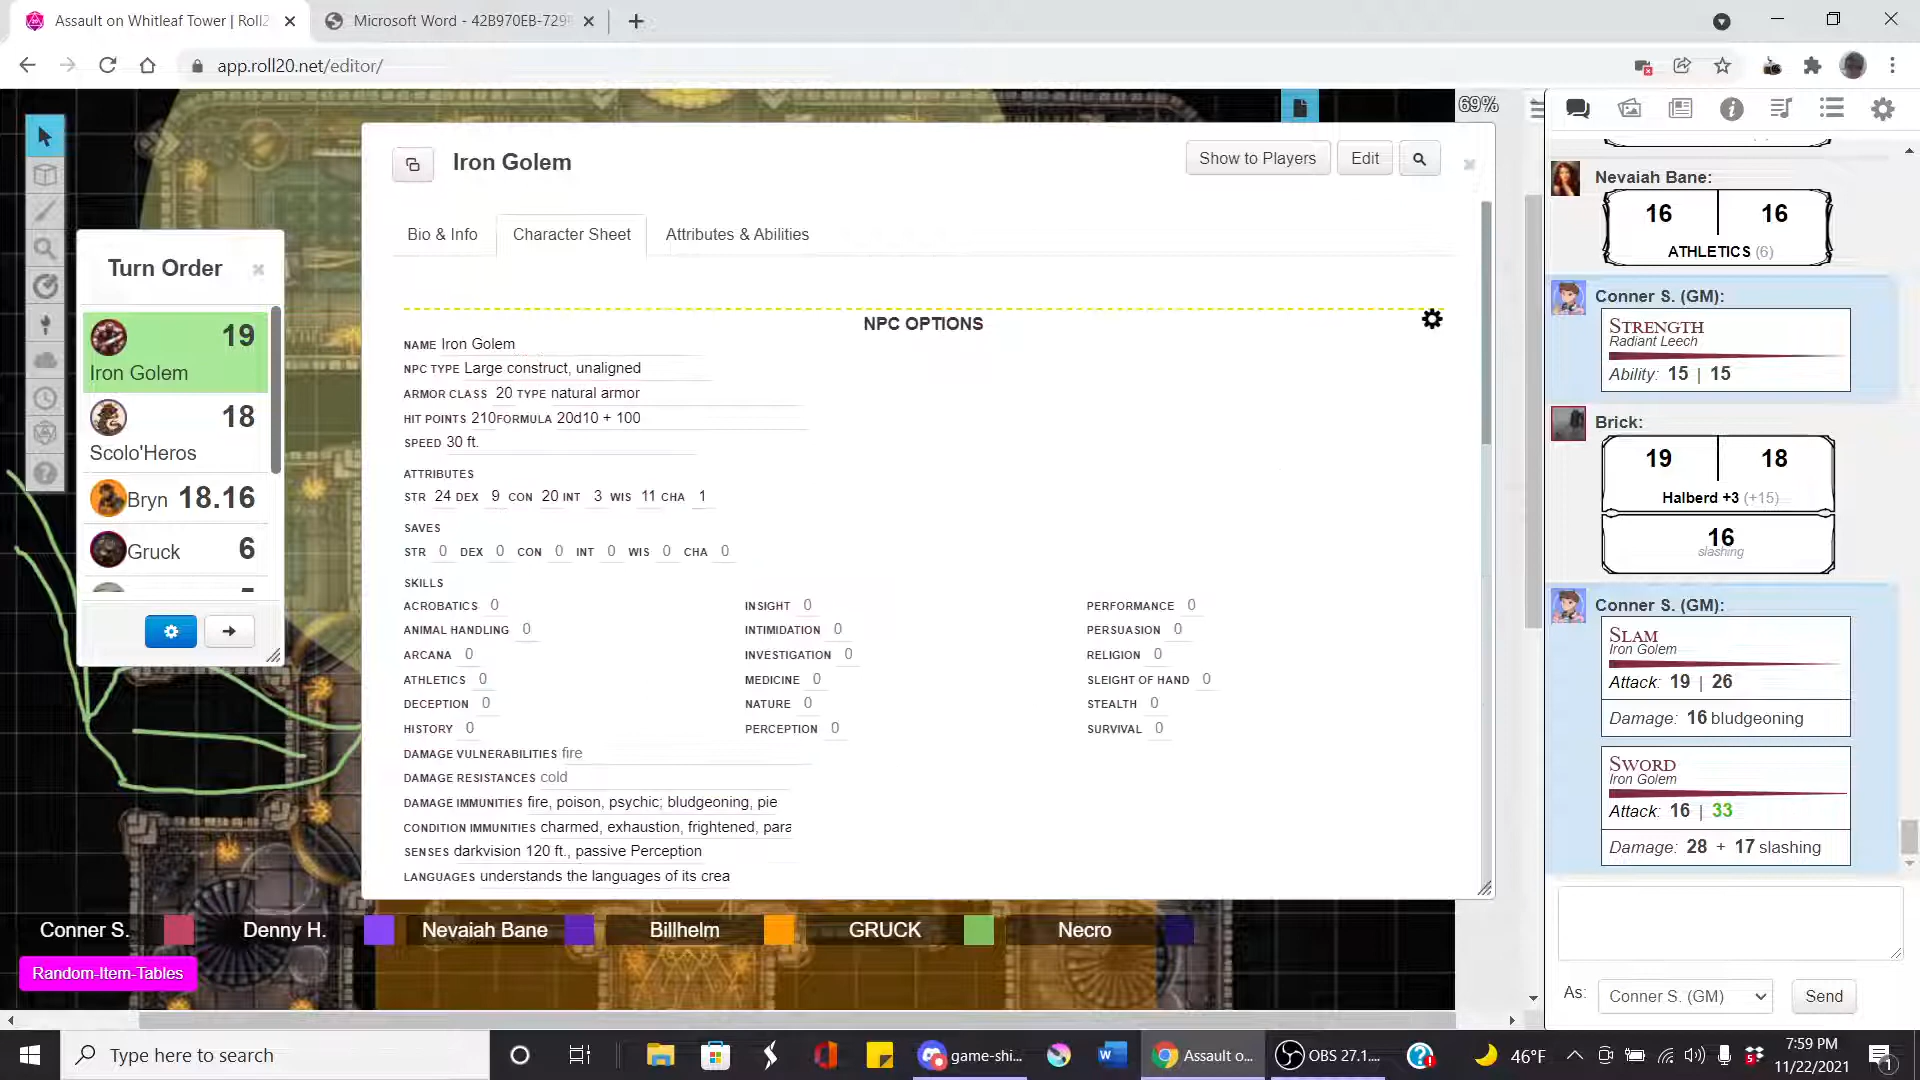 Assault on Whitleaf Tower | Roll2
Microsoft Word - 42B970EB-729F
app.roll20.net/editor/
69%
Turn Order
19
Iron Golem
18
Scolo'Heros
Bryn 18.16
Gruck 6
Iron Golem
Show to Players
Edit
Bio & Info
Character Sheet
Attributes & Abilities
NPC OPTIONS
NAME Iron Golem
NPC TYPE Large construct, unaligned
ARMOR CLASS 20 TYPE natural armor
HIT POINTS 210FORMULA 20d10 + 100
SPEED 30 ft.
ATTRIBUTES
STR 24 DEX 9 CON 20 INT 3 WIS 11 CHA 1
SAVES
STR 0 DEX 0 CON 0 INT 0 WIS 0 CHA 0
SKILLS
ACROBATICS 0 INSIGHT 0 PERFORMANCE 0
ANIMAL HANDLING 0 INTIMIDATION 0 PERSUASION 0
ARCANA 0 INVESTIGATION 0 RELIGION 0
ATHLETICS 0 MEDICINE 0 SLEIGHT OF HAND 0
DECEPTION 0 NATURE 0 STEALTH 0
HISTORY 0 PERCEPTION 0 SURVIVAL 0
DAMAGE VULNERABILITIES fire
DAMAGE RESISTANCES cold
DAMAGE IMMUNITIES fire, poison, psychic; bludgeoning, pie
CONDITION IMMUNITIES charmed, exhaustion, frightened, para
SENSES darkvision 120 ft., passive Perception
LANGUAGES understands the languages of its crea
Nevaiah Bane:
16 16
ATHLETICS (6)
Conner S. (GM):
STRENGTH
Radiant Leech
Ability: 15 | 15
Brick:
19 18
Halberd +3 (+15)
16
slashing
Conner S. (GM):
SLAM
Iron Golem
Attack: 19 | 26
Damage: 16 bludgeoning
SWORD
Iron Golem
Attack: 16 | 33
Damage: 28 + 17 slashing
As:
Conner S. (GM)
Send
Conner S. Denny H. Nevaiah Bane Billhelm GRUCK Necro
Random-Item-Tables
Type here to search
game-shi...
Assault o...
OBS 27.1....
46°F
7:59 PM
11/22/2021
1